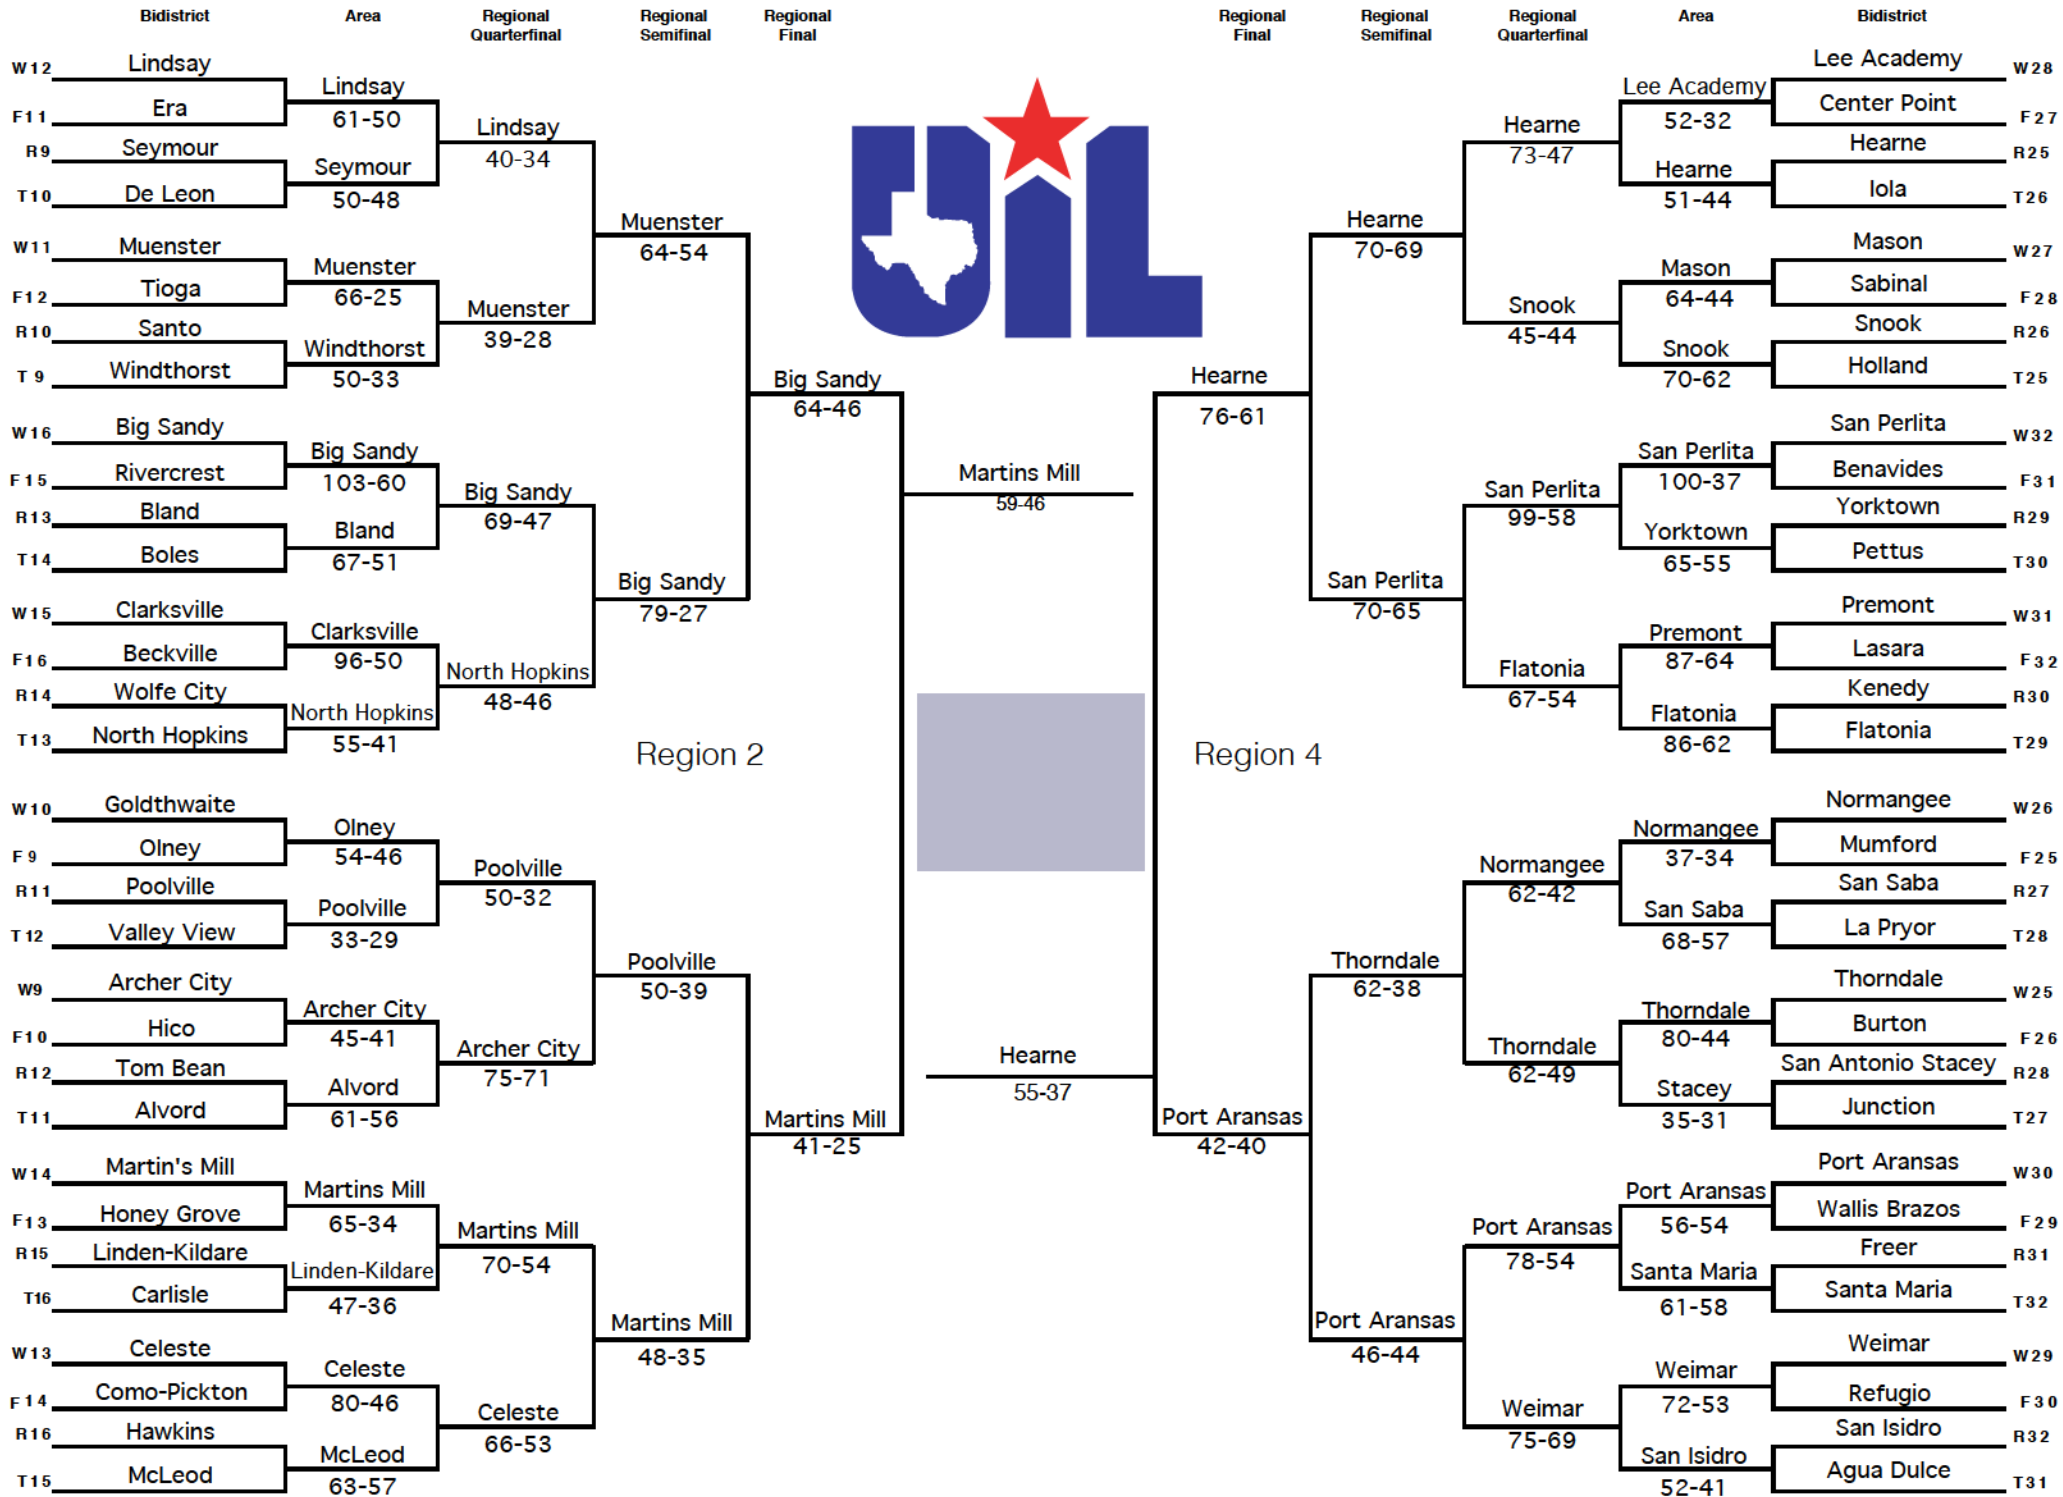 Bidistrict
Area
Regional
Quarterfinal
Regional
Semifinal
Regional
Final
W12
Lindsay
F11
Era
R9
Seymour
T10
De Leon
W11
Muenster
F12
Tioga
R10
Santo
T 9
Windthorst
W16
Big Sandy
F15
Rivercrest
R13
Bland
T14
Boles
W15
Clarksville
F16
Beckville
R14
Wolfe City
T13
North Hopkins
W10
Goldthwaite
F 9
Olney
R11
Poolville
T 12
Valley View
W9
Archer City
F10
Hico
R12
Tom Bean
T11
Alvord
W14
Martin's Mill
F13
Honey Grove
R15
Linden-Kildare
T16
Carlisle
W13
Celeste
F 14
Como-Pickton
R16
Hawkins
T15
McLeod
Lindsay
61-50
Seymour
50-48
Muenster
66-25
Windthorst
50-33
Big Sandy
103-60
Bland
67-51
Clarksville
96-50
North Hopkins
55-41
Olney
54-46
Poolville
33-29
Archer City
45-41
Alvord
61-56
Martins Mill
65-34
Linden-Kildare
47-36
Celeste
80-46
McLeod
63-57
Lindsay
40-34
Muenster
39-28
Big Sandy
69-47
North Hopkins
48-46
Poolville
50-32
Archer City
75-71
Martins Mill
70-54
Celeste
66-53
Muenster
64-54
Big Sandy
79-27
Region 2
Poolville
50-39
Martins Mill
48-35
Big Sandy
64-46
Martins Mill
41-25
UiL
Martins Mill
59-46
Hearne
55-37
Regional
Final
Regional
Semifinal
Regional
Quarterfinal
Area
Bidistrict
Hearne
76-61
Region 4
Port Aransas
42-40
Hearne
70-69
San Perlita
70-65
Thorndale
62-38
Port Aransas
46-44
Hearne
73-47
Snook
45-44
San Perlita
99-58
Flatonia
67-54
Normangee
62-42
Thorndale
62-49
Port Aransas
78-54
Weimar
75-69
Lee Academy
52-32
Hearne
51-44
Mason
64-44
Snook
70-62
San Perlita
100-37
Yorktown
65-55
Premont
87-64
Flatonia
86-62
Normangee
37-34
San Saba
68-57
Thorndale
80-44
Stacey
35-31
Port Aransas
56-54
Santa Maria
61-58
Weimar
72-53
San Isidro
52-41
Lee Academy
W28
Center Point
F27
Hearne
R25
Iola
T26
Mason
W27
Sabinal
F28
Snook
R26
Holland
T25
San Perlita
W32
Benavides
F31
Yorktown
R29
Pettus
T30
Premont
W31
Lasara
F32
Kenedy
R30
Flatonia
T29
Normangee
W26
Mumford
F25
San Saba
R27
La Pryor
T28
Thorndale
W25
Burton
F26
San Antonio Stacey
R28
Junction
T27
Port Aransas
W30
Wallis Brazos
F29
Freer
R31
Santa Maria
T32
Weimar
W29
Refugio
F30
San Isidro
R32
Agua Dulce
T31